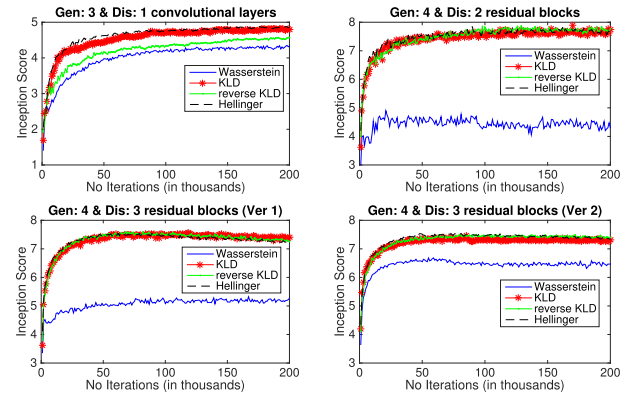 Gen: 3 & Dis: 1 convolutional layers
Inception Score
5
4
3
2
1
Wasserstein
KLD
reverse KLD
Hellinger
0 50 100 150 200
No Iterations (in thousands)
Gen: 4 & Dis: 2 residual blocks
Inception Score
8
7
6
5
4
3
Wasserstein
KLD
reverse KLD
Hellinger
0 50 100 150 200
No Iterations (in thousands)
Gen: 4 & Dis: 3 residual blocks (Ver 1)
Inception Score
8
7
6
5
4
3
Wasserstein
KLD
reverse KLD
Hellinger
0 50 100 150 200
No Iterations (in thousands)
Gen: 4 & Dis: 3 residual blocks (Ver 2)
Inception Score
8
7
6
5
4
3
Wasserstein
KLD
reverse KLD
Hellinger
0 50 100 150 200
No Iterations (in thousands)